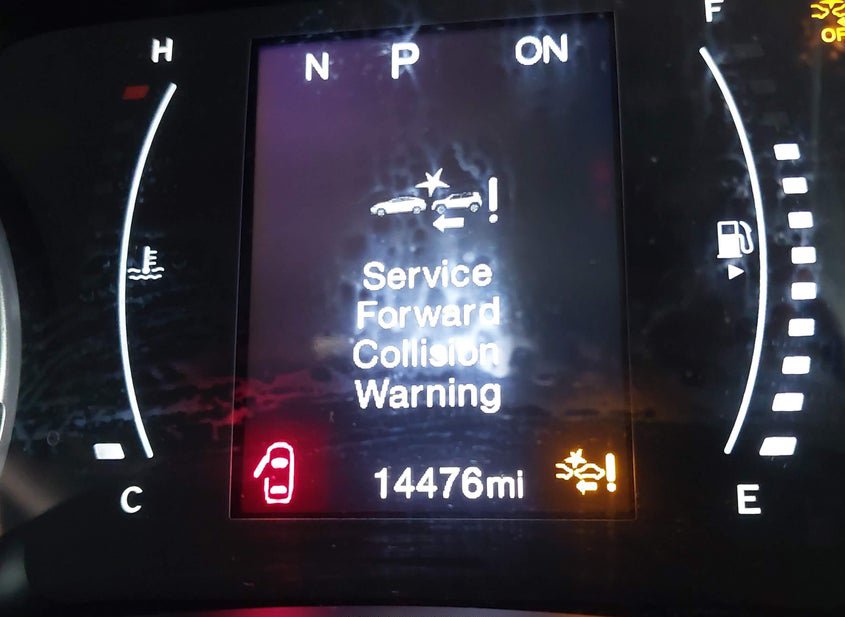 F
H
N P ON
OFF
Service
Forward
Collision
Warning
14476mi
C
E